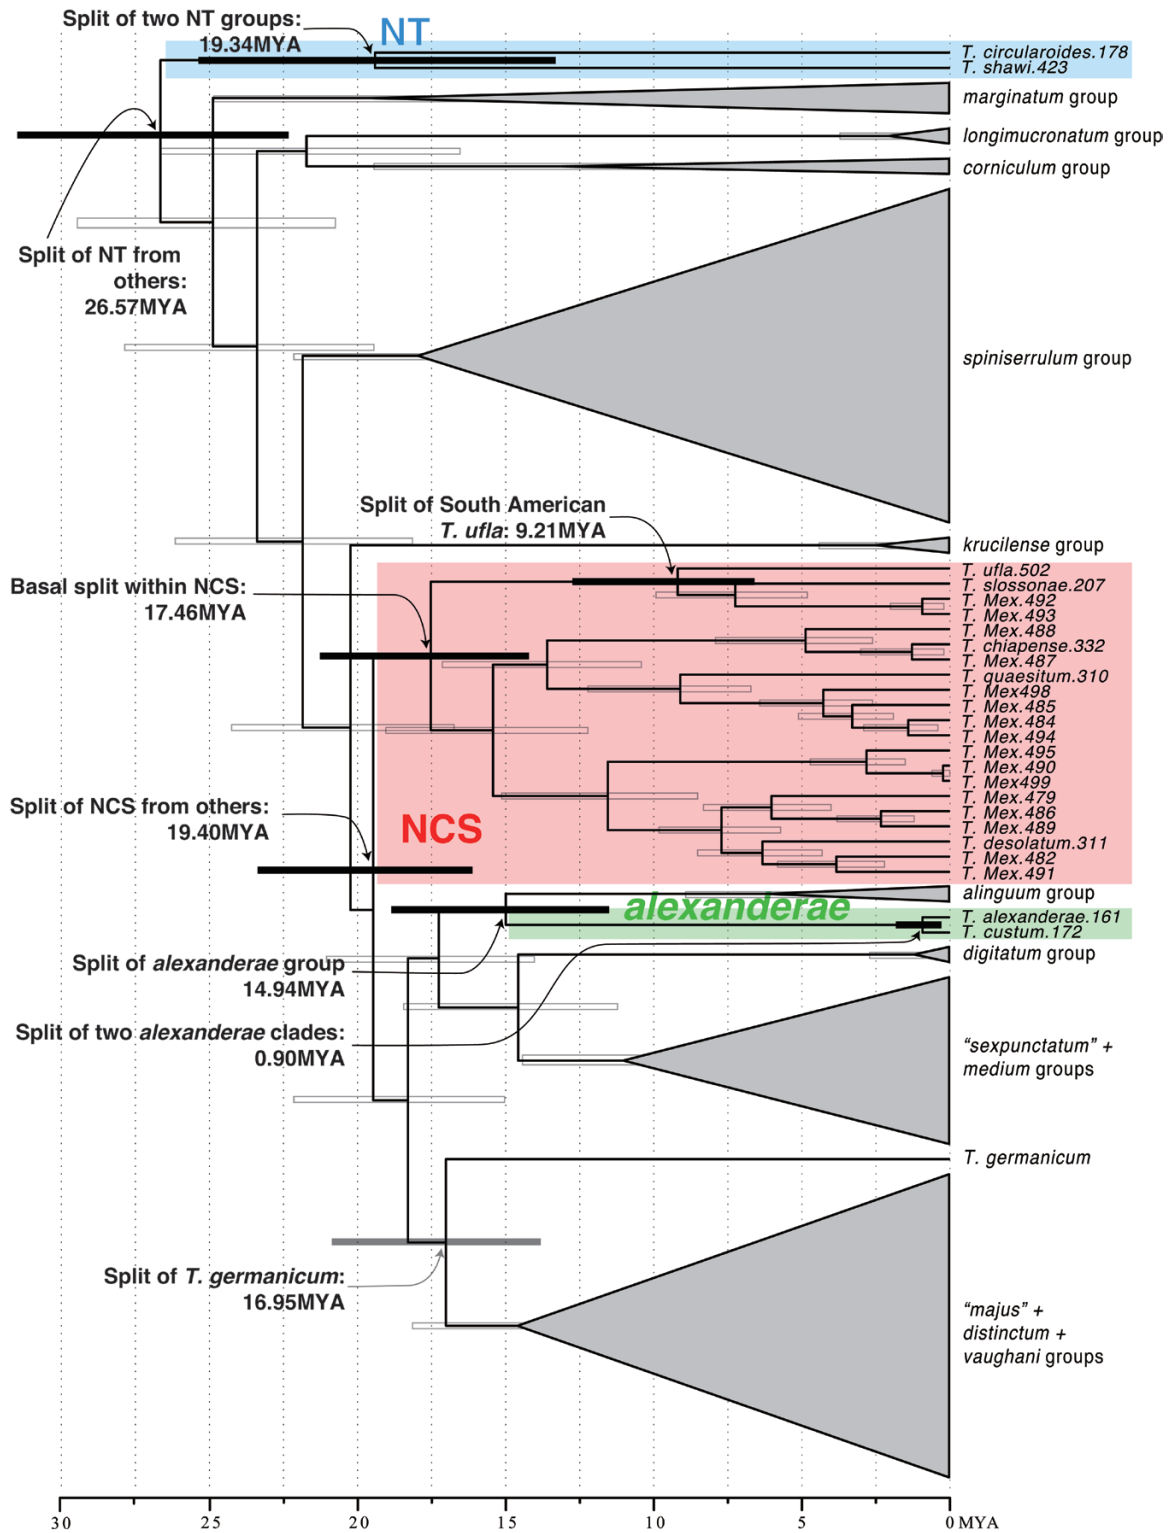 Split of two NT groups:
19.34MYA
NT
T. circularoides.178
T. shawi.423
marginatum group
longimucronatum group
corniculum group
Split of NT from
others:
26.57MYA
spiniserrulum group
Split of South American
T. ufla: 9.21MYA
krucilense group
Basal split within NCS:
17.46MYA
T. ufla.502
T. slossonae.207
T. Mex.492
T. Mex.493
T. Mex.488
T. chiapense.332
T. Mex.487
T. quaesitum.310
T. Mex498
T. Mex.485
T. Mex.484
T. Mex.494
T. Mex.495
T. Mex.490
T. Mex499
T. Mex.479
T. Mex.486
T. Mex.489
T. desolatum.311
T. Mex.482
T. Mex.491
Split of NCS from others:
19.40MYA
NCS
alinguum group
alexanderae
T. alexanderae.161
T. custum.172
digitatum group
Split of alexanderae group
14.94MYA
Split of two alexanderae clades:
0.90MYA
"sexpunctatum" +
medium groups
T. germanicum
Split of T. germanicum:
16.95MYA
"majus" +
distinctum +
vaughani groups
30 25 20 15 10 5 0 MYA